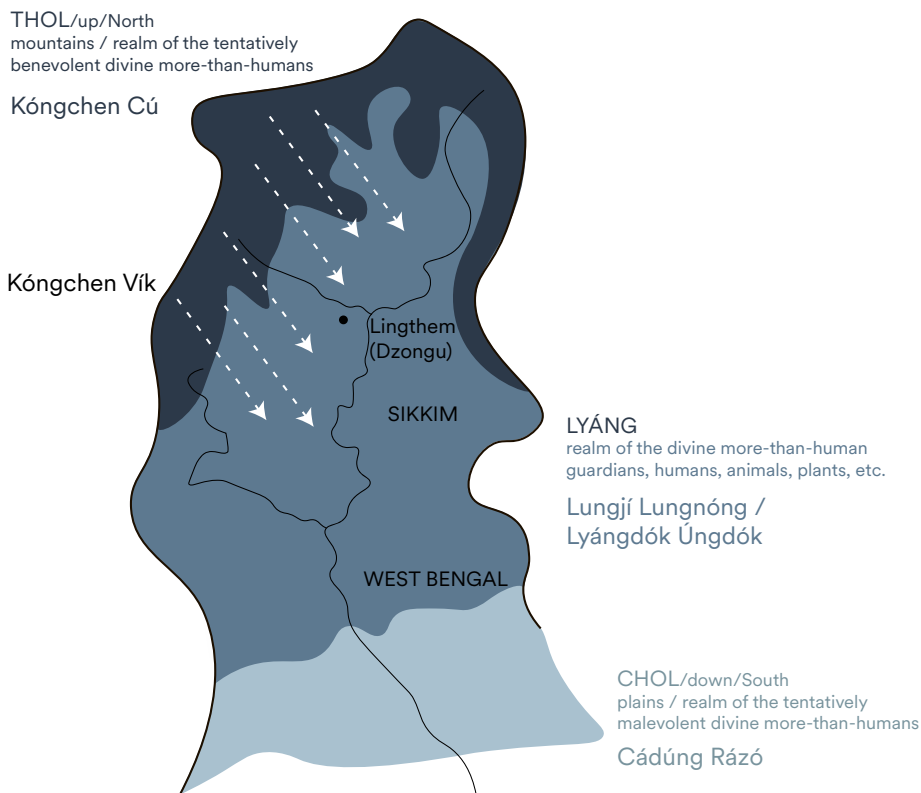 THOL/up/North
mountains / realm of the tentatively
benevolent divine more-than-humans
Kóngchen Cú
Kóngchen Vík
Lingthem
(Dzongu)
SIKKIM
LYÁNG
realm of the divine more-than-human
guardians, humans, animals, plants, etc.
Lungjí Lungnóng /
Lyángdók Úngdók
WEST BENGAL
CHOL/down/South
plains / realm of the tentatively
malevolent divine more-than-humans
Cádúng Rázó